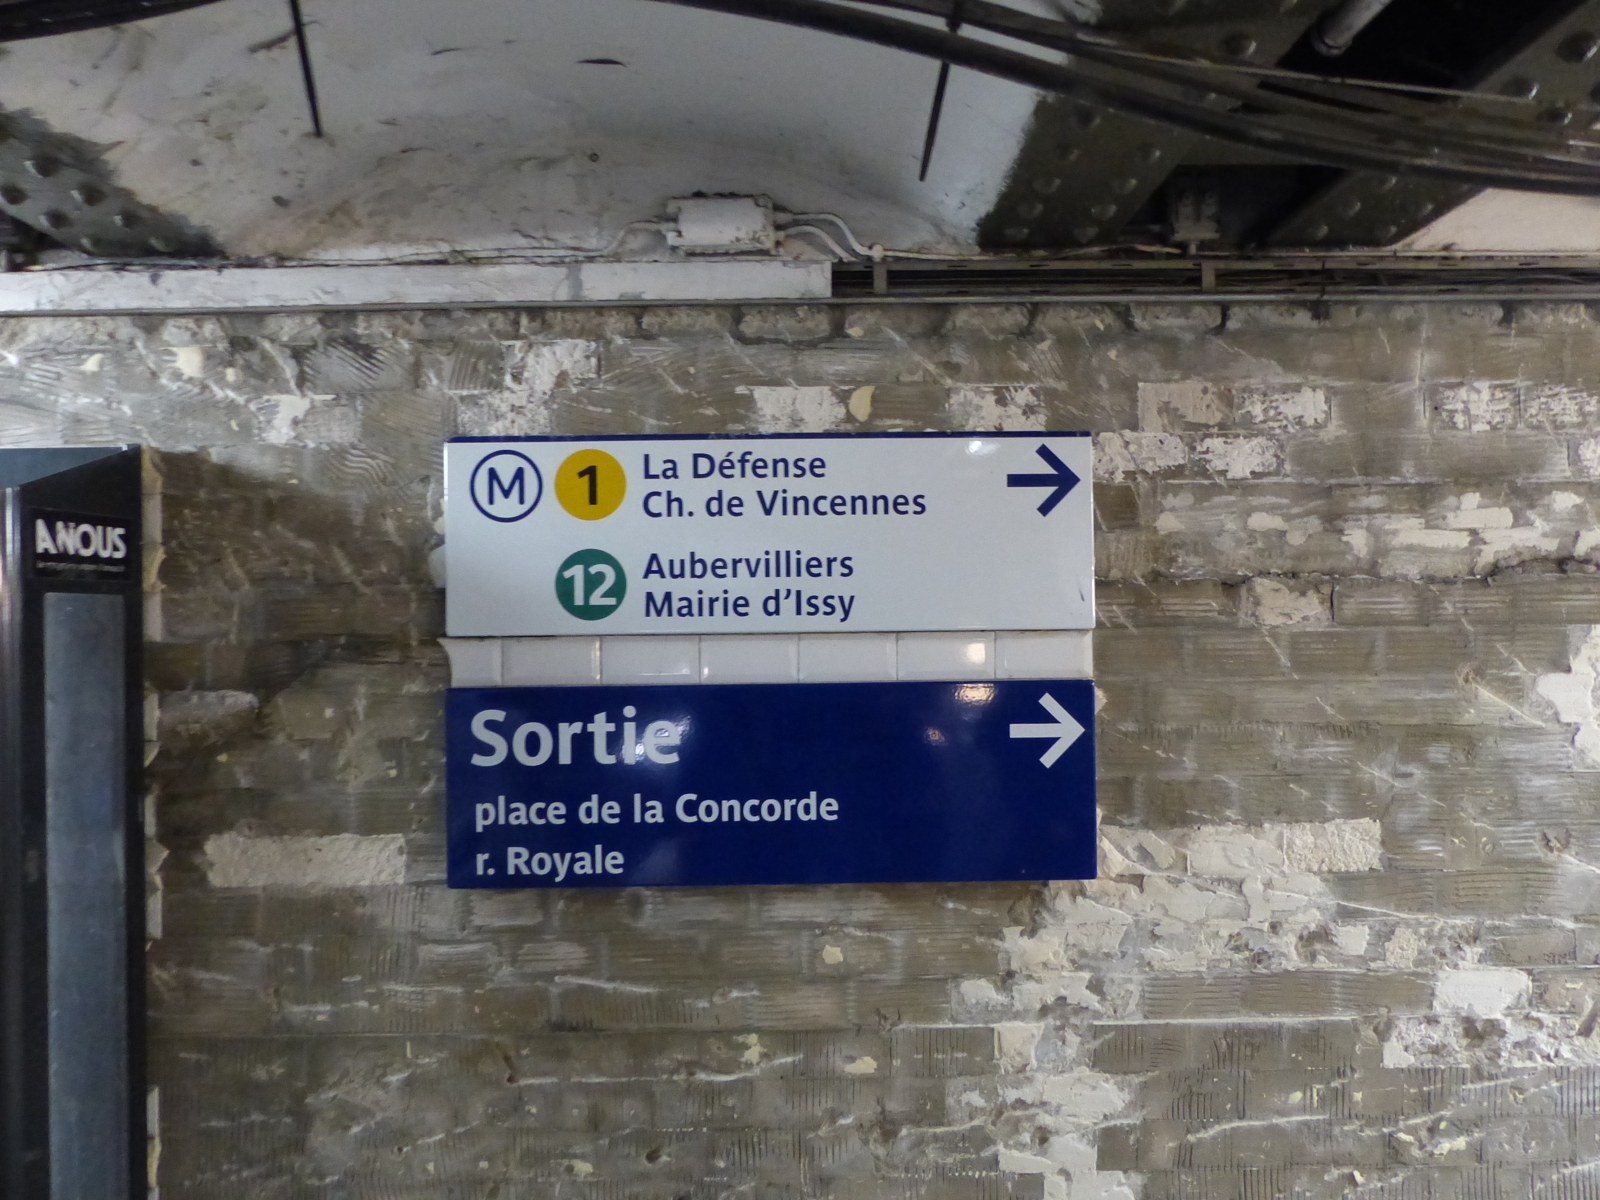 A NOUS
M 1 La Défense
Ch. de Vincennes
12 Aubervilliers
Mairie d'Issy
Sortie
place de la Concorde
r. Royale